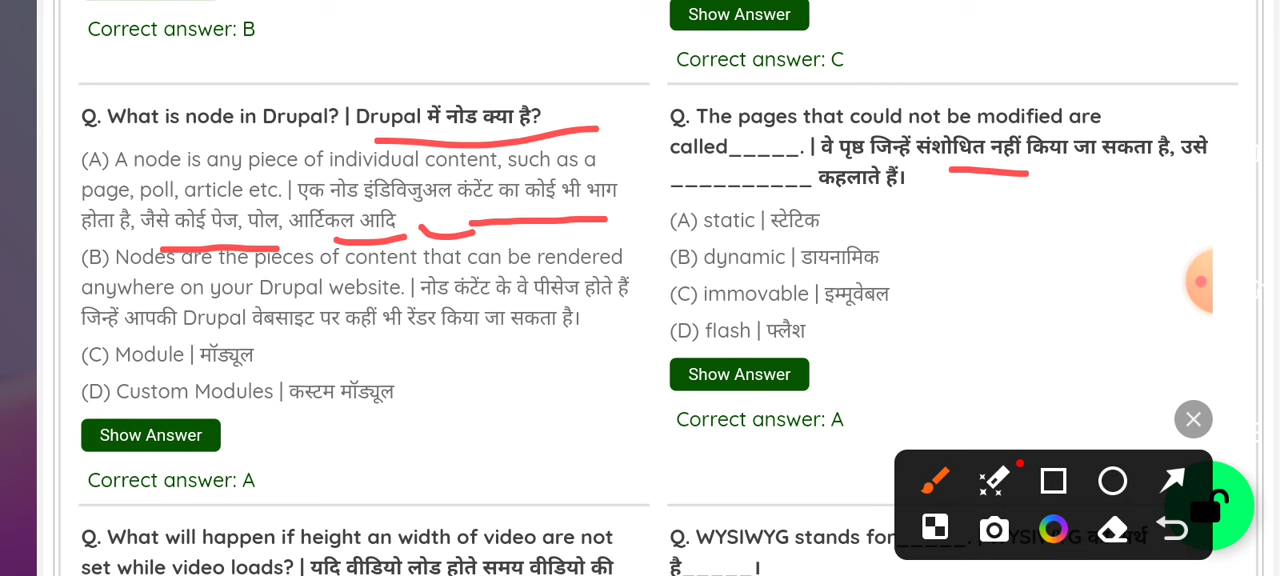 Correct answer: B
Q. What is node in Drupal? | Drupal में नोड क्या है?
(A) A node is any piece of individual content, such as a
page, poll, article etc. | एक नोड इंडिविजुअल कंटेंट का कोई भी भाग
होता है, जैसे कोई पेज, पोल, आर्टिकल आदि
(B) Nodes are the pieces of content that can be rendered
anywhere on your Drupal website. | नोड कंटेंट के वे पीसेज होते हैं
जिन्हें आपकी Drupal वेबसाइट पर कहीं भी रेंडर किया जा सकता है।
(C) Module | मॉड्यूल
(D) Custom Modules | कस्टम मॉड्यूल
Show Answer
Correct answer: A
Q. What will happen if height an width of video are not
set while video loads? | यदि वीडियो लोड होते समय वीडियो की
Show Answer
Correct answer: C
Q. The pages that could not be modified are
called_____. | वे पृष्ठ जिन्हें संशोधित नहीं किया जा सकता है, उसे
__________ कहलाते हैं।
(A) static | स्टेटिक
(B) dynamic | डायनामिक
(C) immovable | इम्मूवेबल
(D) flash | फ्लैश
Show Answer
Correct answer: A
Q. WYSIWYG stands for_____. | WYSIWYG का अर्थ
है_____।